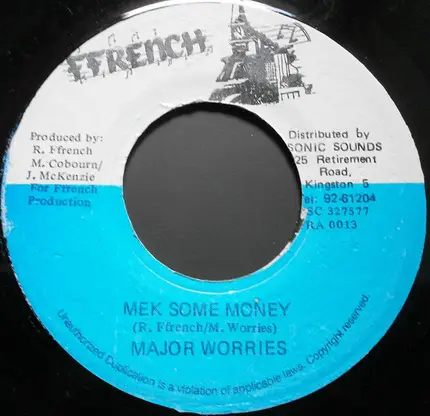 FFRENCH
Produced by:
R. Ffrench
M. Cobourn/
J. McKenzie
For Ffrench
Production
Distributed by
SONIC SOUNDS
25 Retirement
Road,
Kingston 5
Tel: 92-61204
SC 327577
RA 0013
MEK SOME MONEY
(R. Ffrench/M. Worries)
MAJOR WORRIES
Unauthorized Duplication is a violation of applicable laws. Copyright reserved.